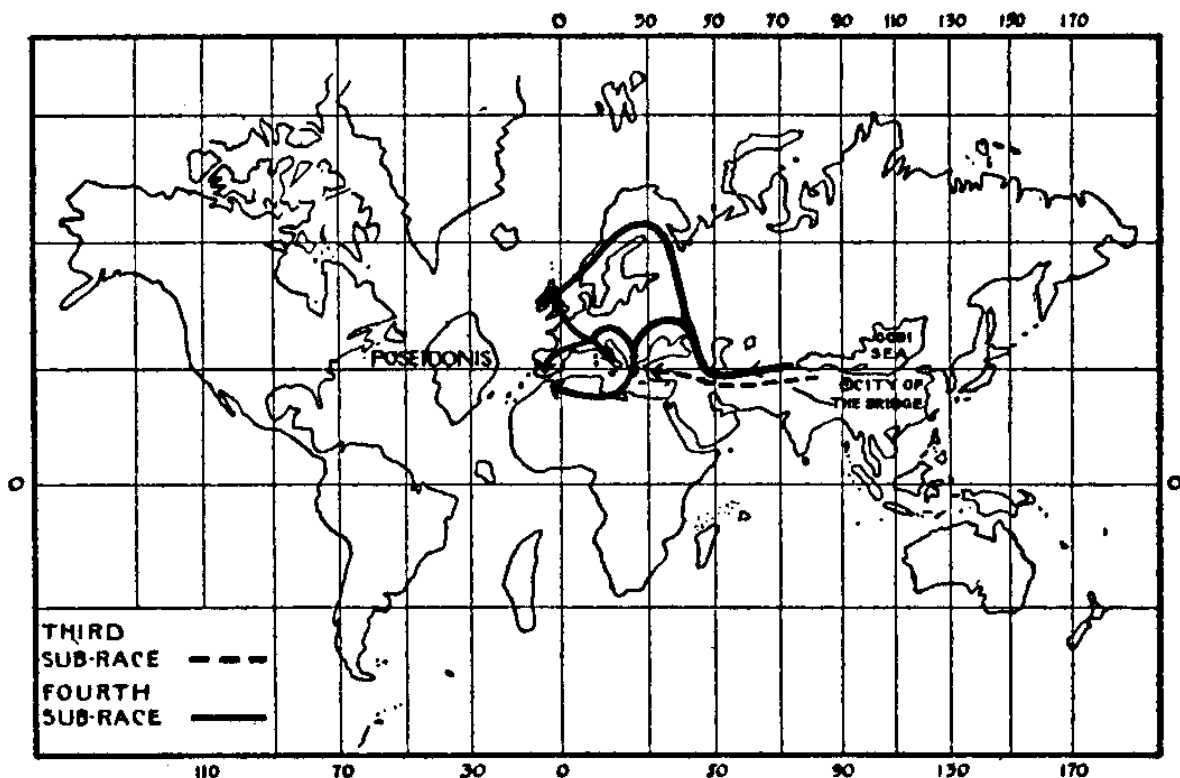 0 30 50 70 90 110 130 150 170
GOBI
SEA
POSEIDONIS
CITY OF
THE BRIDGE
0 0
THIRD
SUB-RACE
FOURTH
SUB-RACE
110 70 30 0 50 90 130 170